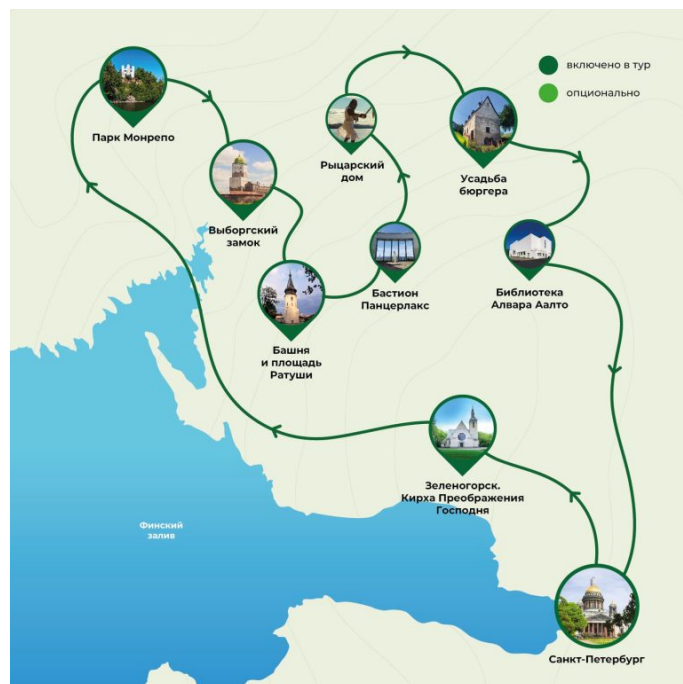 включено в тур
опционально
Парк Монрепо
Рыцарский
дом
Усадьба
бюргера
Выборгский
замок
Бастион
Панцерлакс
Библиотека
Алвара Аалто
Башня
и площадь
Ратуши
Зеленогорск.
Кирха Преображения
Господня
Финский
залив
Санкт-Петербург